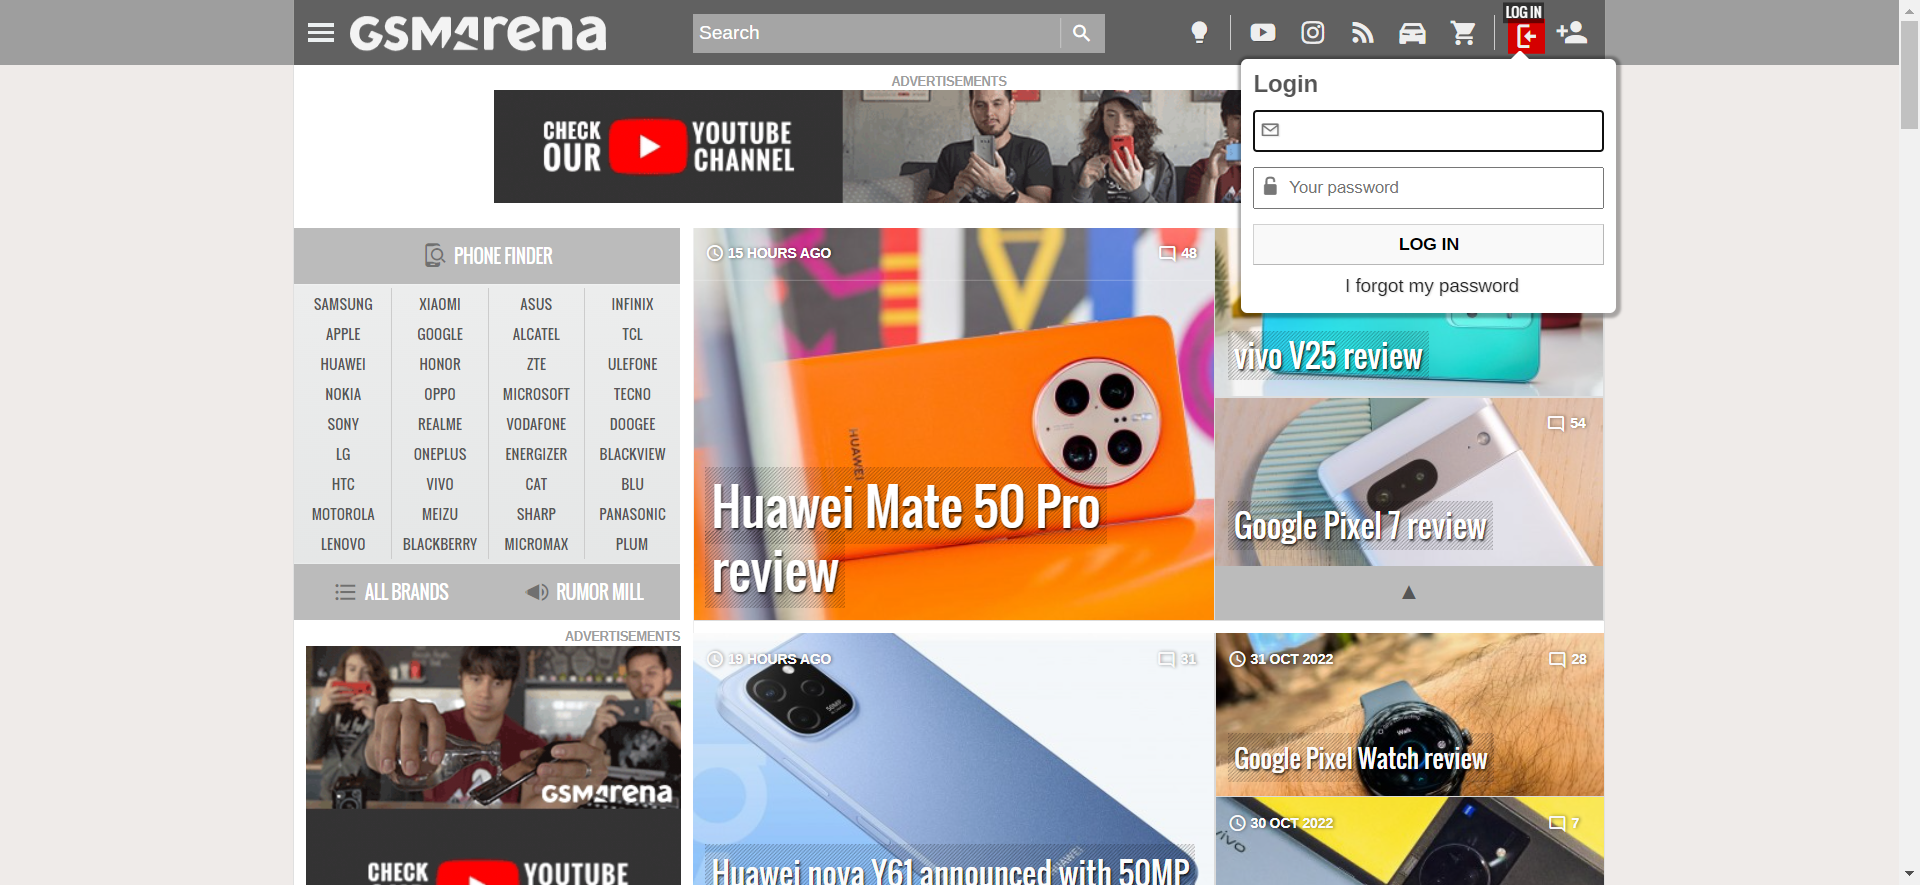 GSMArena
Search
LOG IN
Login
Your password
LOG IN
I forgot my password
ADVERTISEMENTS
CHECK OUR YOUTUBE CHANNEL
PHONE FINDER
SAMSUNG XIAOMI ASUS INFINIX
APPLE GOOGLE ALCATEL TCL
HUAWEI HONOR ZTE ULEFONE
NOKIA OPPO MICROSOFT TECNO
SONY REALME VODAFONE DOOGEE
LG ONEPLUS ENERGIZER BLACKVIEW
HTC VIVO CAT BLU
MOTOROLA MEIZU SHARP PANASONIC
LENOVO BLACKBERRY MICROMAX PLUM
ALL BRANDS RUMOR MILL
15 HOURS AGO 48
HUAWEI
Huawei Mate 50 Pro
review
vivo V25 review
54
Google Pixel 7 review
▲
ADVERTISEMENTS
GSMArena
CHECK YOUTUBE
19 HOURS AGO 31
50MP
HUAWEI
Huawei nova Y61 announced with 50MP
31 OCT 2022 28
Walk
Google Pixel Watch review
30 OCT 2022 7
vivo